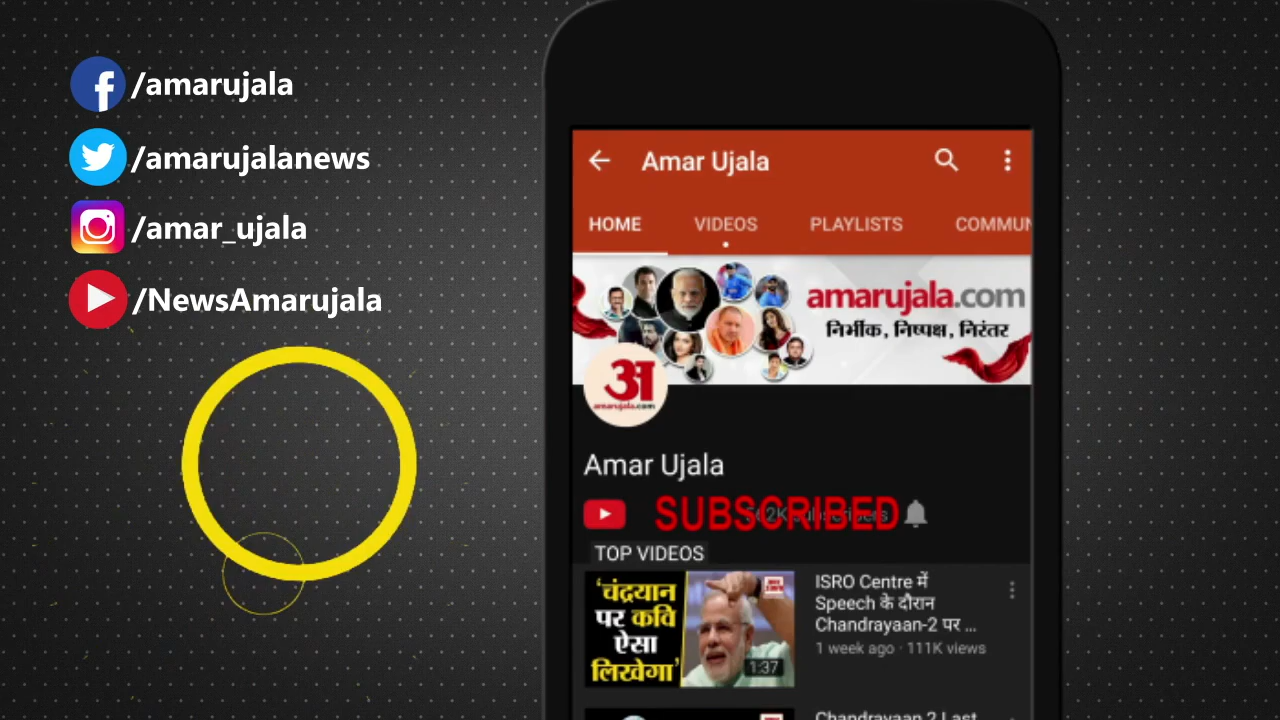 /amarujala
/amarujalanews
/amar_ujala
/NewsAmarujala
Amar Ujala
HOME VIDEOS PLAYLISTS COMMUN
amarujala.com
निर्भीक, निष्पक्ष, निरंतर
अ
amarujala.com
Amar Ujala
SUBSCRIBED
TOP VIDEOS
'चंद्रयान
पर कवि
ऐसा
लिखेगा'
1:37
ISRO Centre में
Speech के दौरान
Chandrayaan-2 पर ...
1 week ago · 111K views
Chandrayaan 2 Last